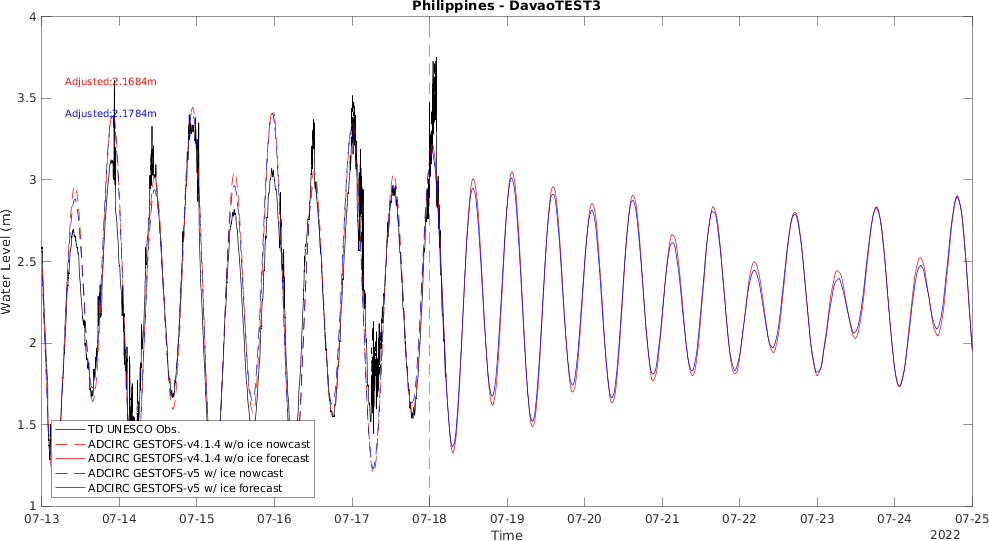 Philippines - DavaoTEST3
Water Level (m)
4
3.5
3
2.5
2
1.5
1
Adjusted:2.1684m
Adjusted:2.1784m
TD UNESCO Obs.
ADCIRC GESTOFS-v4.1.4 w/o ice nowcast
ADCIRC GESTOFS-v4.1.4 w/o ice forecast
ADCIRC GESTOFS-v5 w/ ice nowcast
ADCIRC GESTOFS-v5 w/ ice forecast
07-13 07-14 07-15 07-16 07-17 07-18 07-19 07-20 07-21 07-22 07-23 07-24 07-25
Time
2022